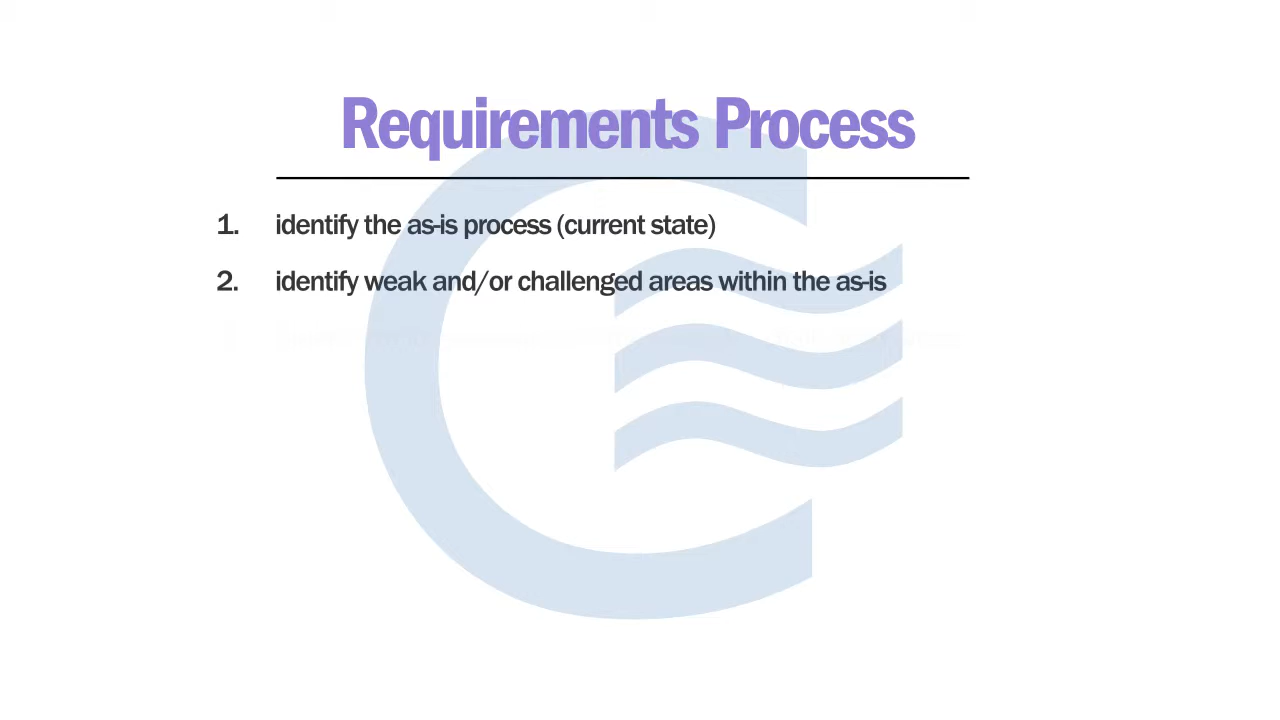 Requirements Process
1. identify the as-is process (current state)
2. identify weak and/or challenged areas within the as-is